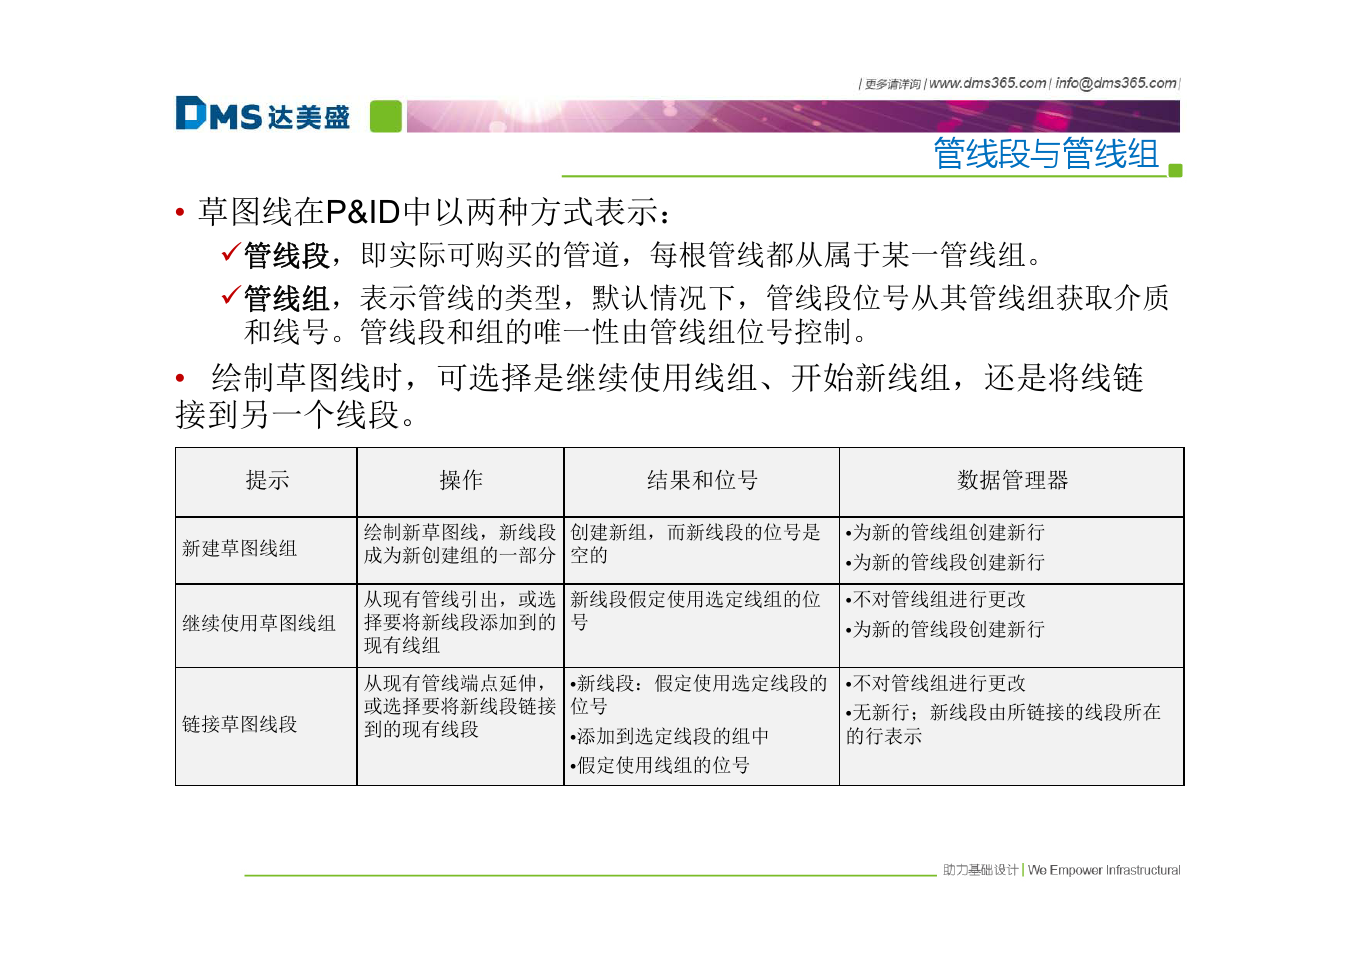 | 更多请详询 | www.dms365.com | info@dms365.com |
DMS 达美盛
管线段与管线组
• 草图线在P&ID中以两种方式表示：
✓管线段，即实际可购买的管道，每根管线都从属于某一管线组。
✓管线组，表示管线的类型，默认情况下，管线段位号从其管线组获取介质
和线号。管线段和组的唯一性由管线组位号控制。
• 绘制草图线时，可选择是继续使用线组、开始新线组，还是将线链
接到另一个线段。
提示 操作 结果和位号 数据管理器
新建草图线组
绘制新草图线，新线段
成为新创建组的一部分
创建新组，而新线段的位号是
空的
•为新的管线组创建新行
•为新的管线段创建新行
继续使用草图线组
从现有管线引出，或选
择要将新线段添加到的
现有线组
新线段假定使用选定线组的位
号
•不对管线组进行更改
•为新的管线段创建新行
链接草图线段
从现有管线端点延伸，
或选择要将新线段链接
到的现有线段
•新线段：假定使用选定线段的
位号
•添加到选定线段的组中
•假定使用线组的位号
•不对管线组进行更改
•无新行；新线段由所链接的线段所在
的行表示
助力基础设计 | We Empower Infrastructural